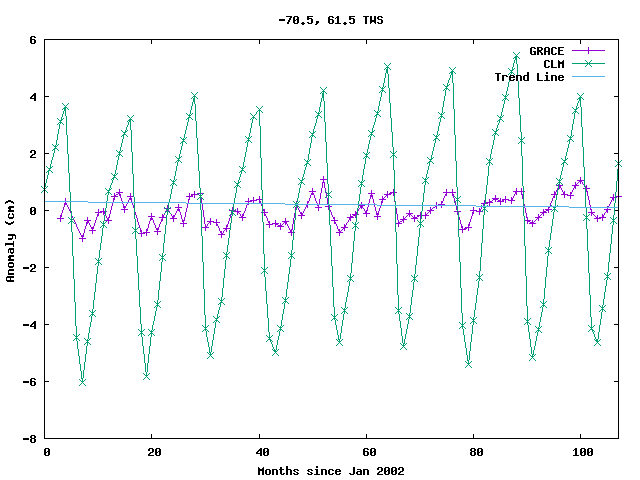 -70.5, 61.5 TWS
GRACE
CLM
Trend Line
6
4
2
0
-2
-4
-6
-8
Anomaly (cm)
0 20 40 60 80 100
Months since Jan 2002